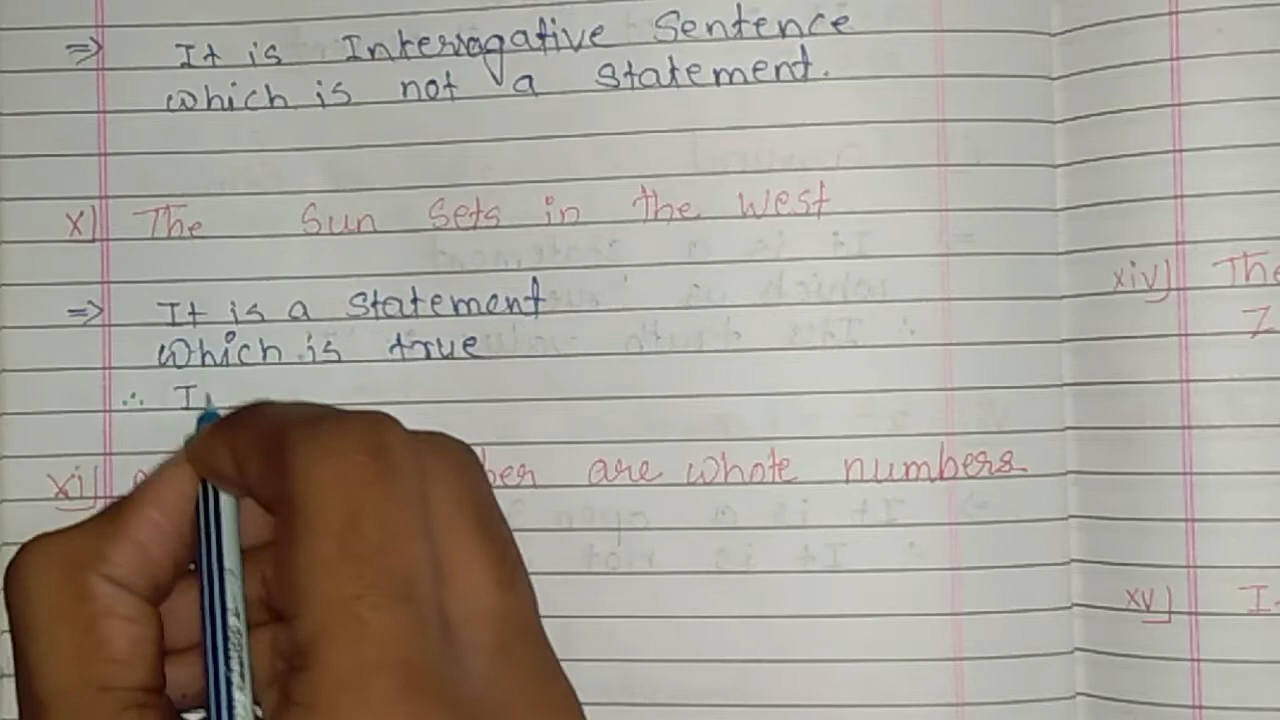 ⇒ It is Interragative Sentence
which is not a statement.
x) The Sun Sets in the west
⇒ It is a statement
which is true
∴ I
xi) are whole numbers
xiv) The
xv) I